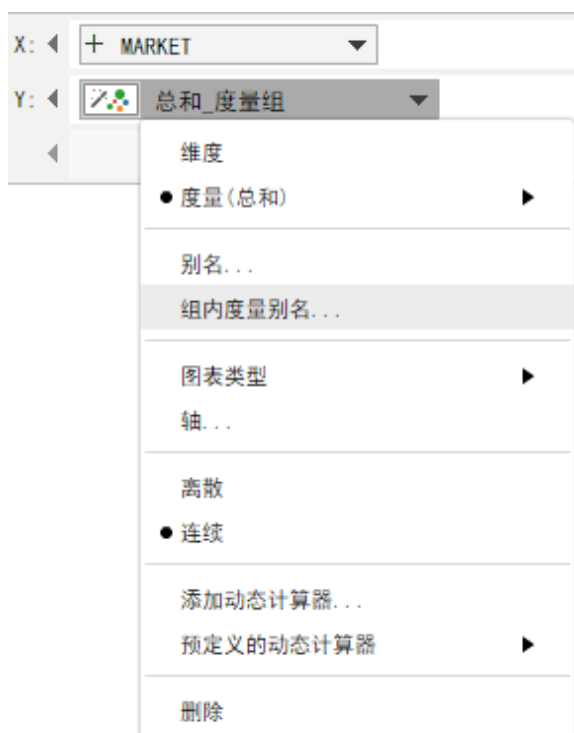 X: + MARKET
Y: 总和_度量组
维度
度量(总和)
别名...
组内度量别名...
图表类型
轴...
离散
连续
添加动态计算器...
预定义的动态计算器
删除